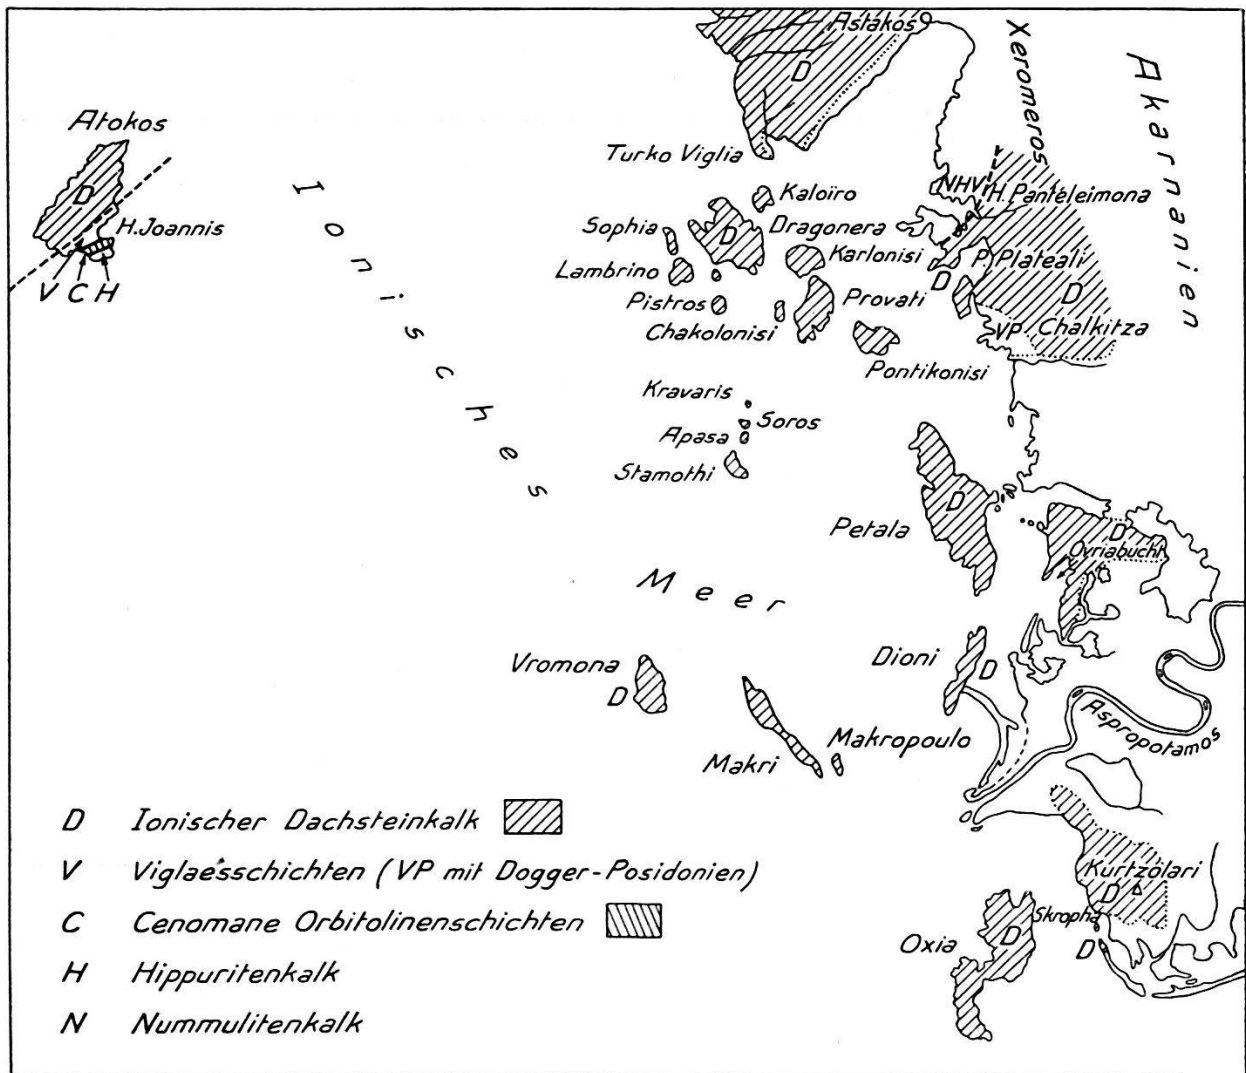 Astakos
D
Xeromeros
Akarnanien
Atokos
D
H. Joannis
V C H
Ionisches
Meer
Turko Viglia
Kaloïro
NHV
H. Panteleimona
Sophia
D
Dragonera
Lambrino
Karlonisi
P. Plateali
D
D
Pistros
Provati
Chakolonisi
VP
Chalkitza
Pontikonisi
Kravaris
Soros
Apasa
Stamothi
D
Petala
D
Ovriabucht
Vromona
D
Dioni
D
Makri
Makropoulo
Aspropotamos
Kurtzolari
D
Skropha
D
Oxia
D
D Ionischer Dachsteinkalk
V Viglaesschichten (VP mit Dogger-Posidonien)
C Cenomane Orbitolinenschichten
H Hippuritenkalk
N Nummulitenkalk